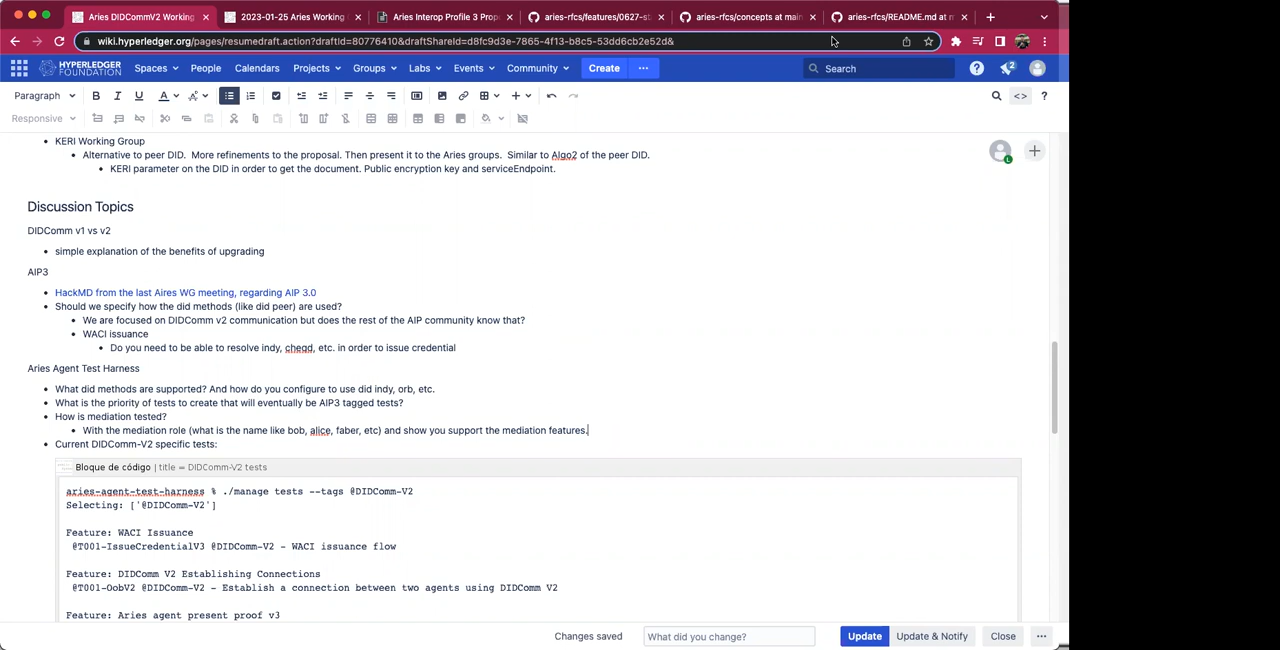 Aries DIDCommV2 Working
2023-01-25 Aries Working
Aries Interop Profile 3 Prop
aries-rfcs/features/0627-st
aries-rfcs/concepts at main
aries-rfcs/README.md at m
wiki.hyperledger.org/pages/resumedraft.action?draftId=80776410&draftShareId=d8fc9d3e-7865-4f13-b8c5-53dd6cb2e52d&
HYPERLEDGER FOUNDATION Spaces People Calendars Projects Groups Labs Events Community Create ··· Search 2
Paragraph B I U A
Responsive
• KERI Working Group
• Alternative to peer DID. More refinements to the proposal. Then present it to the Aries groups. Similar to Algo2 of the peer DID.
• KERI parameter on the DID in order to get the document. Public encryption key and serviceEndpoint.
L
Discussion Topics
DIDComm v1 vs v2
• simple explanation of the benefits of upgrading
AIP3
• HackMD from the last Aires WG meeting, regarding AIP 3.0
• Should we specify how the did methods (like did peer) are used?
• We are focused on DIDComm v2 communication but does the rest of the AIP community know that?
• WACI issuance
• Do you need to be able to resolve indy, cheqd, etc. in order to issue credential
Aries Agent Test Harness
• What did methods are supported? And how do you configure to use did indy, orb, etc.
• What is the priority of tests to create that will eventually be AIP3 tagged tests?
• How is mediation tested?
• With the mediation role (what is the name like bob, alice, faber, etc) and show you support the mediation features.
• Current DIDComm-V2 specific tests:
Bloque de código | title = DIDComm-V2 tests
aries-agent-test-harness % ./manage tests --tags @DIDComm-V2
Selecting: ['@DIDComm-V2']
Feature: WACI Issuance
@T001-IssueCredentialV3 @DIDComm-V2 - WACI issuance flow
Feature: DIDComm V2 Establishing Connections
@T001-OobV2 @DIDComm-V2 - Establish a connection between two agents using DIDComm V2
Feature: Aries agent present proof v3
Changes saved What did you change? Update Update & Notify Close ···